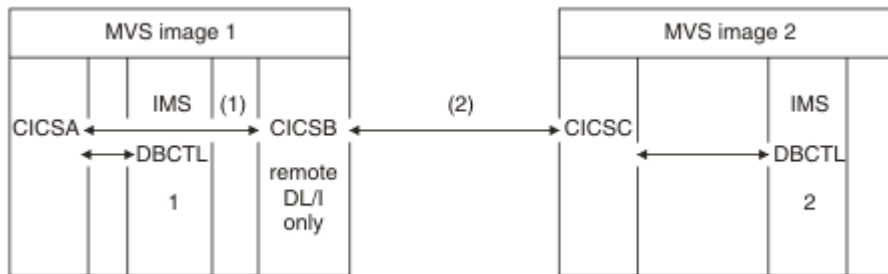 MVS image 1
MVS image 2
IMS (1) (2) IMS
CICSA CICSB CICSC
DBCTL remote DBCTL
DL/I
1 only 2